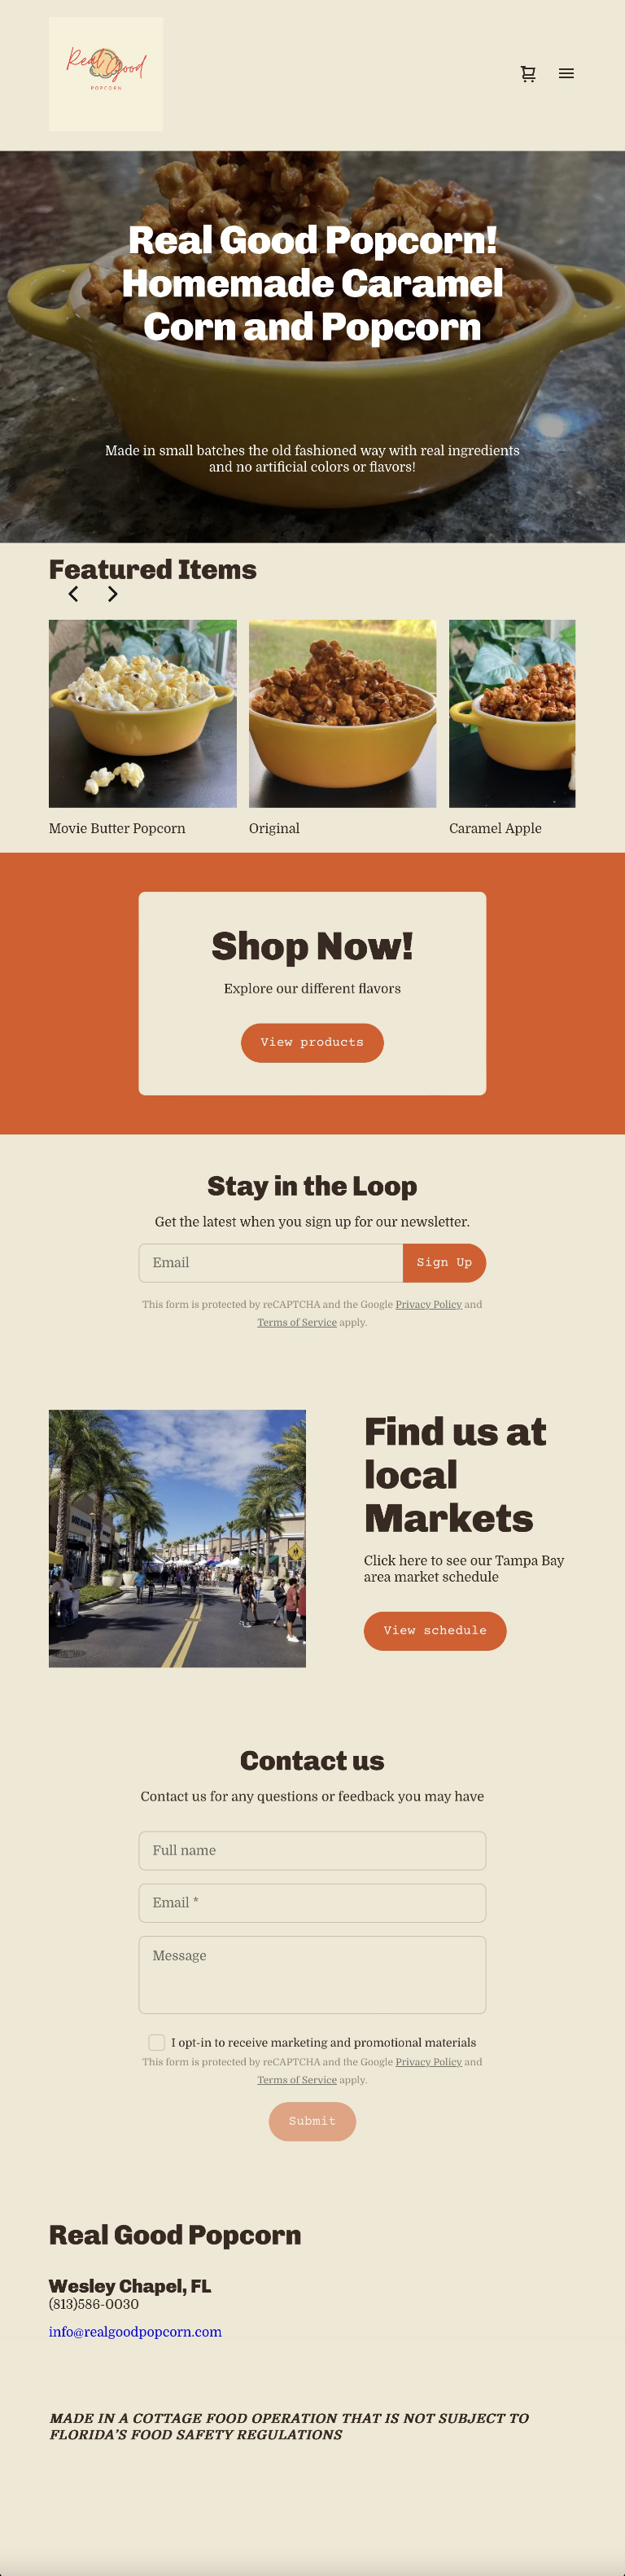 Real Good
POPCORN
Real Good Popcorn!
Homemade Caramel
Corn and Popcorn
Made in small batches the old fashioned way with real ingredients
and no artificial colors or flavors!
Featured Items
Movie Butter Popcorn
Original
Caramel Apple
Shop Now!
Explore our different flavors
View products
Stay in the Loop
Get the latest when you sign up for our newsletter.
Email
Sign Up
This form is protected by reCAPTCHA and the Google Privacy Policy and
Terms of Service apply.
Find us at
local
Markets
Click here to see our Tampa Bay
area market schedule
View schedule
Contact us
Contact us for any questions or feedback you may have
Full name
Email *
Message
I opt-in to receive marketing and promotional materials
This form is protected by reCAPTCHA and the Google Privacy Policy and
Terms of Service apply.
Submit
Real Good Popcorn
Wesley Chapel, FL
(813)586-0030
info@realgoodpopcorn.com
MADE IN A COTTAGE FOOD OPERATION THAT IS NOT SUBJECT TO
FLORIDA'S FOOD SAFETY REGULATIONS